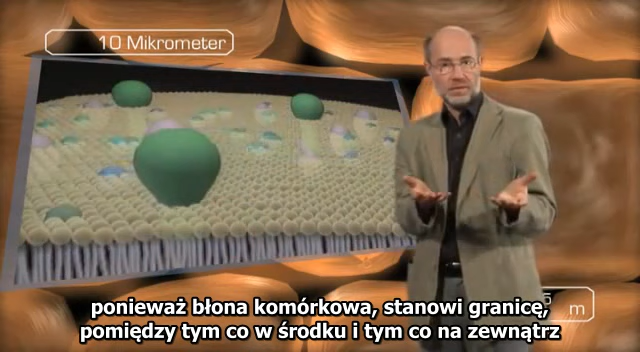 10 Mikrometer
m
ponieważ błona komórkowa, stanowi granicę,
pomiędzy tym co w środku i tym co na zewnątrz